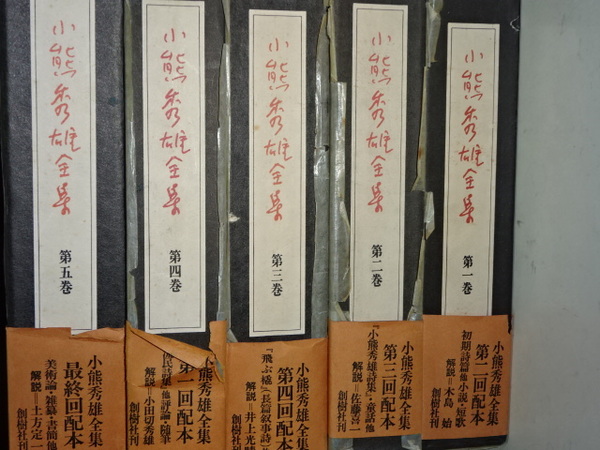 小熊秀雄全集
第一巻
小熊秀雄全集
第二回配本
初期詩篇他小説・短歌
解説＝木島 始
創樹社刊
小熊秀雄全集
第二巻
小熊秀雄全集
第三回配本
『小熊秀雄詩集』・童話他
解説＝佐藤喜一
創樹社刊
小熊秀雄全集
第三巻
小熊秀雄全集
第四回配本
『飛ぶ橇』（長篇叙事詩）
解説＝井上光晴
創樹社
小熊秀雄全集
第四巻
小熊秀雄全集
第一回配本
他評論・随筆
解説＝小田切秀雄
創樹社刊
小熊秀雄全集
第五巻
小熊秀雄全集
最終回配本
美術論・雑纂・書簡他
解説＝土方定一
創樹社刊